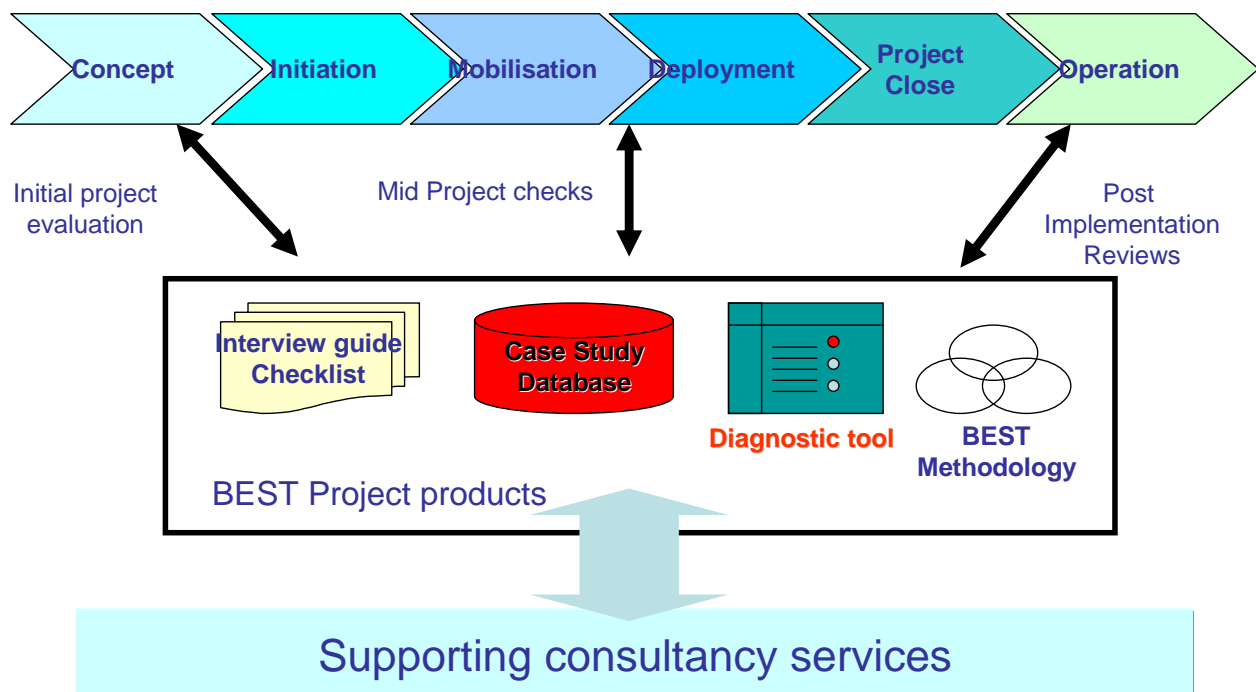 Concept
Initiation
Mobilisation
Deployment
Project
Close
Operation
Initial project
evaluation
Mid Project checks
Post
Implementation
Reviews
Interview guide
Checklist
Case Study
Database
Diagnostic tool
BEST
Methodology
BEST Project products
Supporting consultancy services